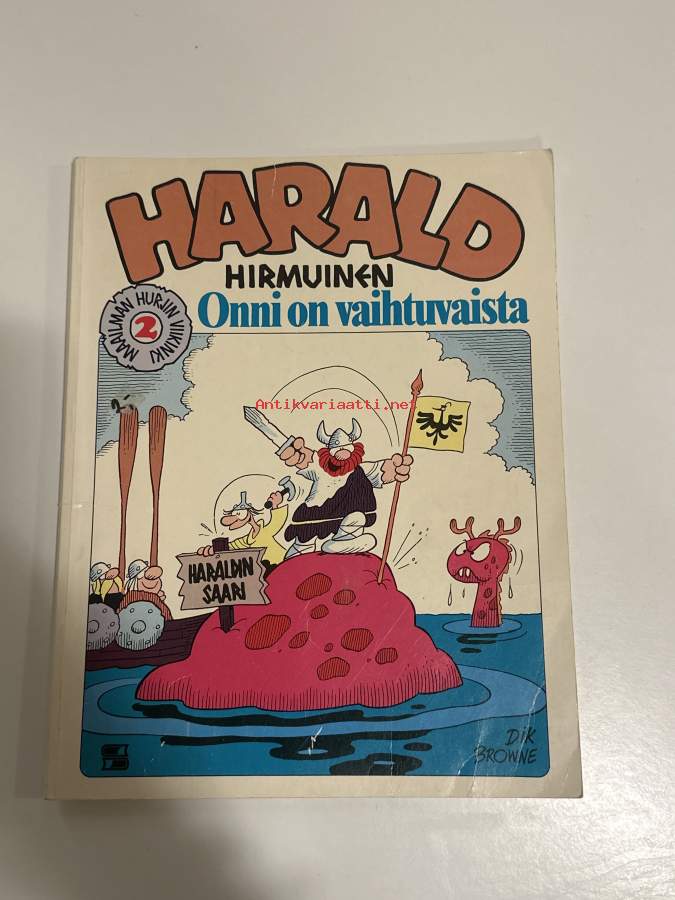 HARALD
HIRMUINEN
Onni on vaihtuvaista
MAAILMAN HURJIN VIIKINKI
2
Antikvariaatti.net
HARALDIN
SAARI
DIK
BROWNE